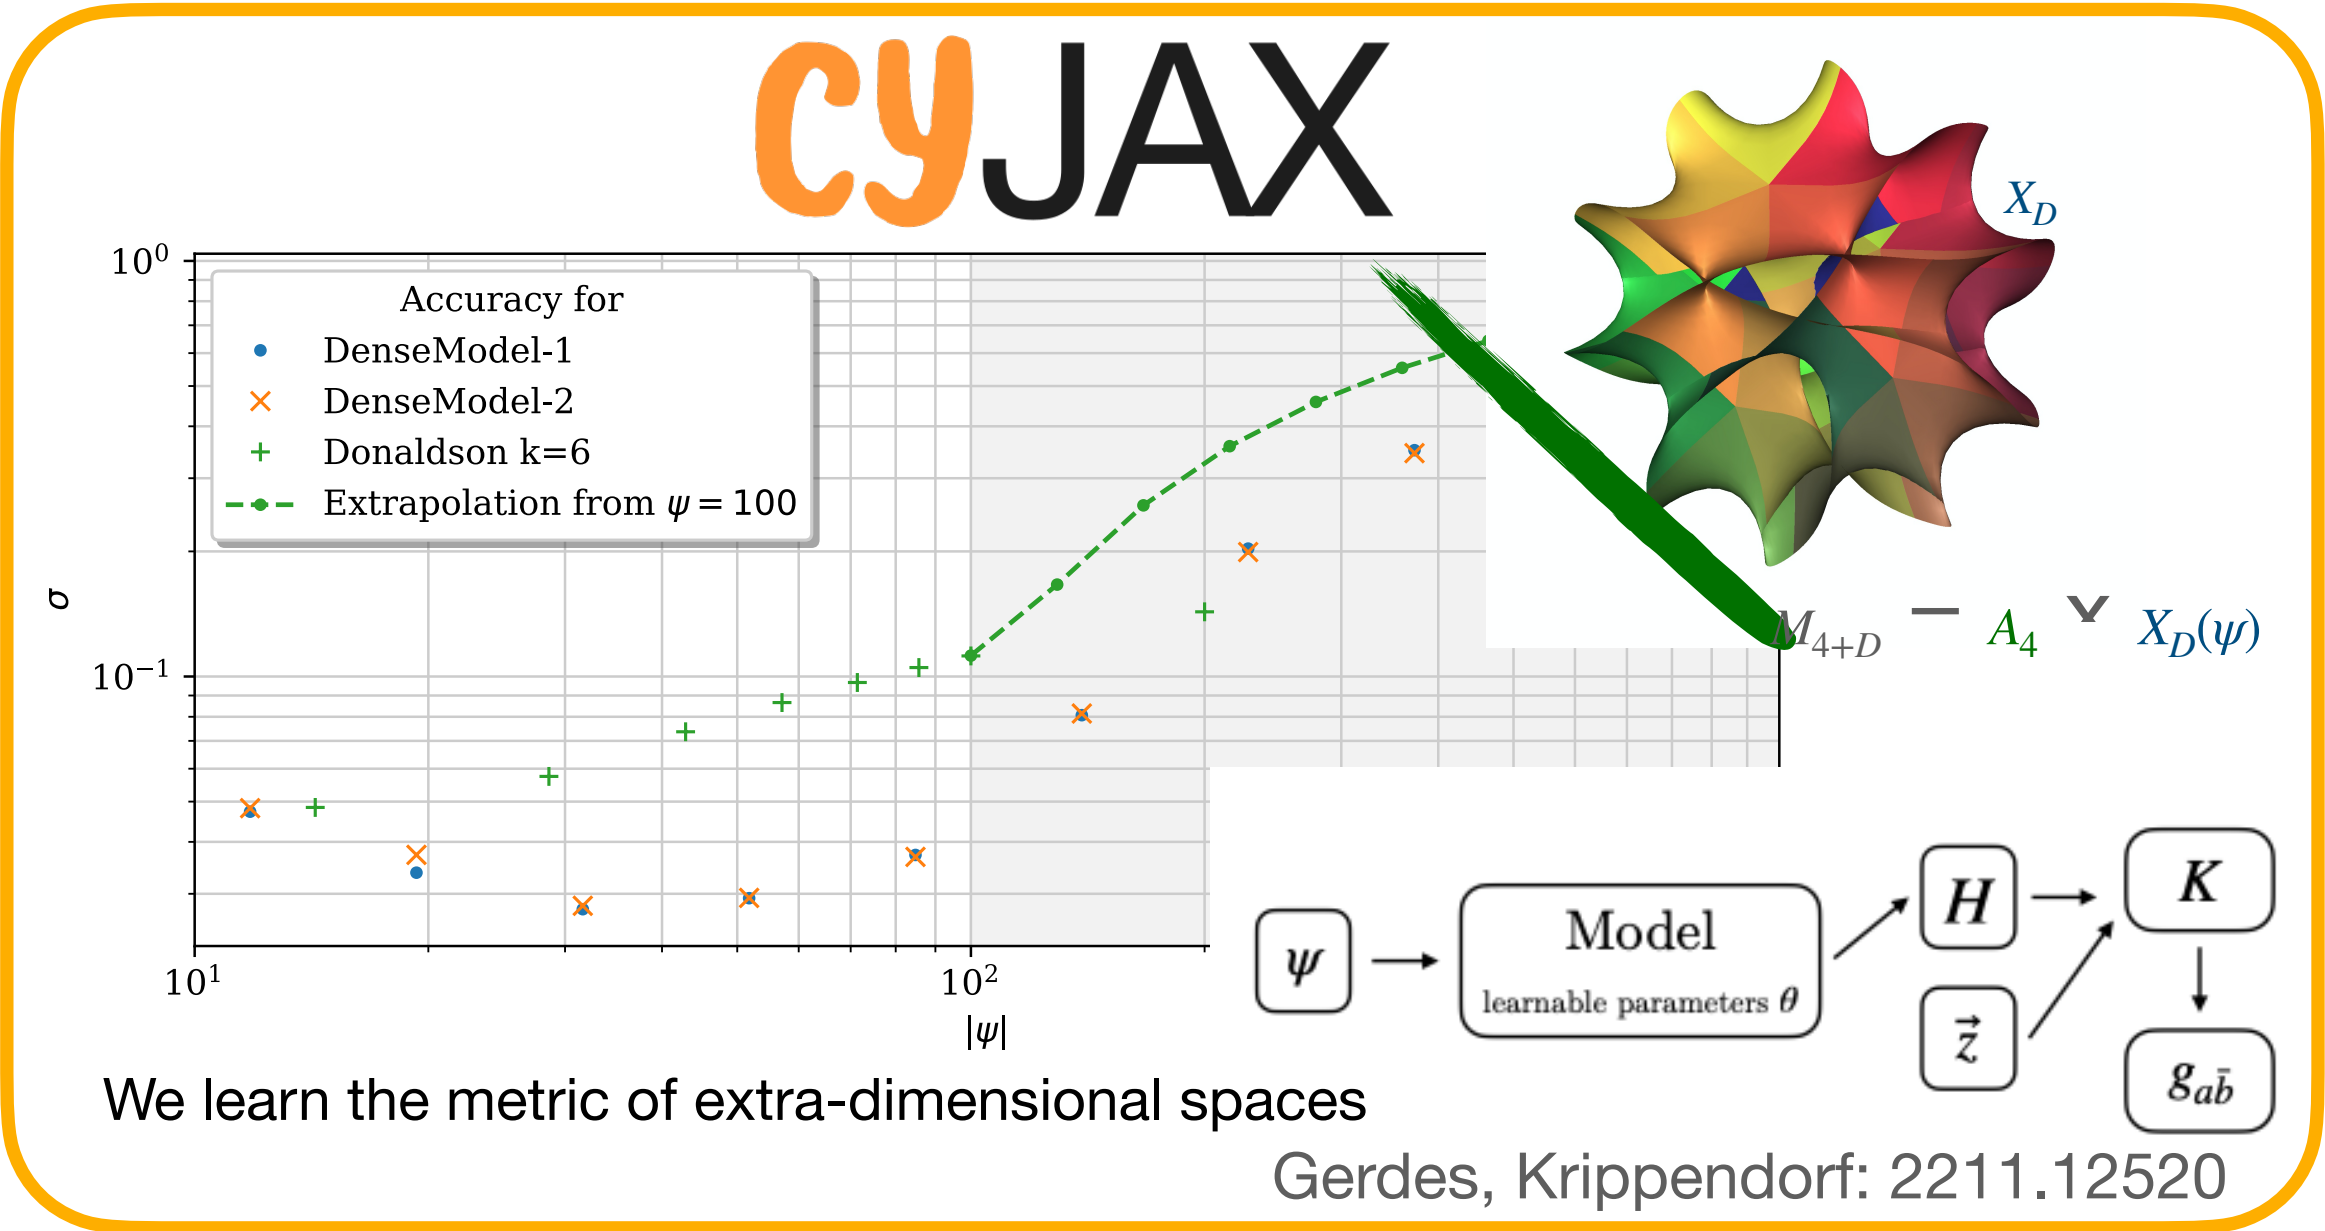 CYJAX
X_D
10⁰
Accuracy for
DenseModel-1
DenseModel-2
Donaldson k=6
Extrapolation from ψ = 100
σ
M_{4+D} A_4 × X_D(ψ)
10⁻¹
10¹
10²
|ψ|
ψ
Model
learnable parameters θ
H
K
z⃗
g_{ab̄}
We learn the metric of extra-dimensional spaces
Gerdes, Krippendorf: 2211.12520